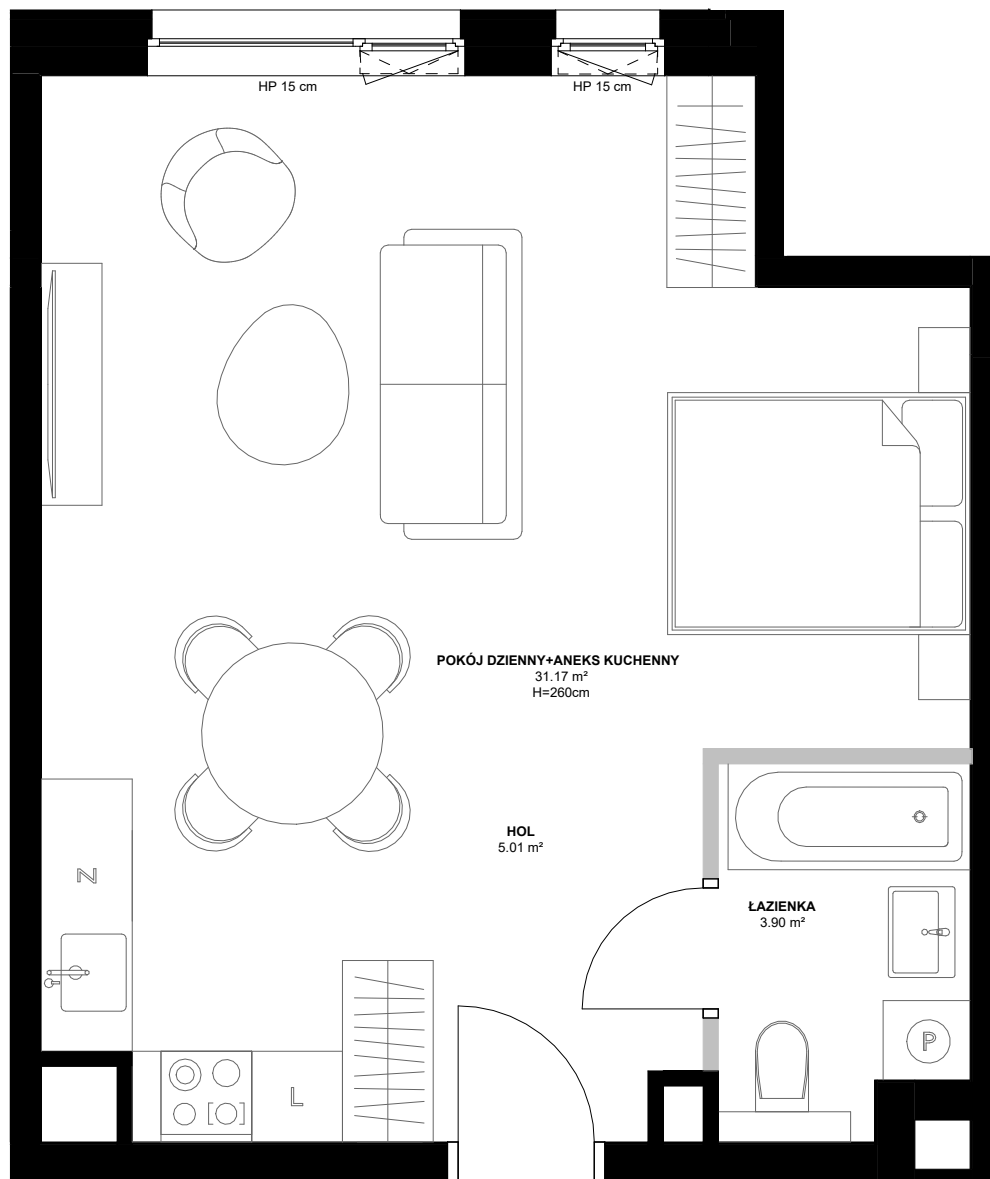 HP 15 cm
HP 15 cm
POKÓJ DZIENNY+ANEKS KUCHENNY
31.17 m²
H=260cm
HOL
5.01 m²
Z
ŁAZIENKA
3.90 m²
P
L